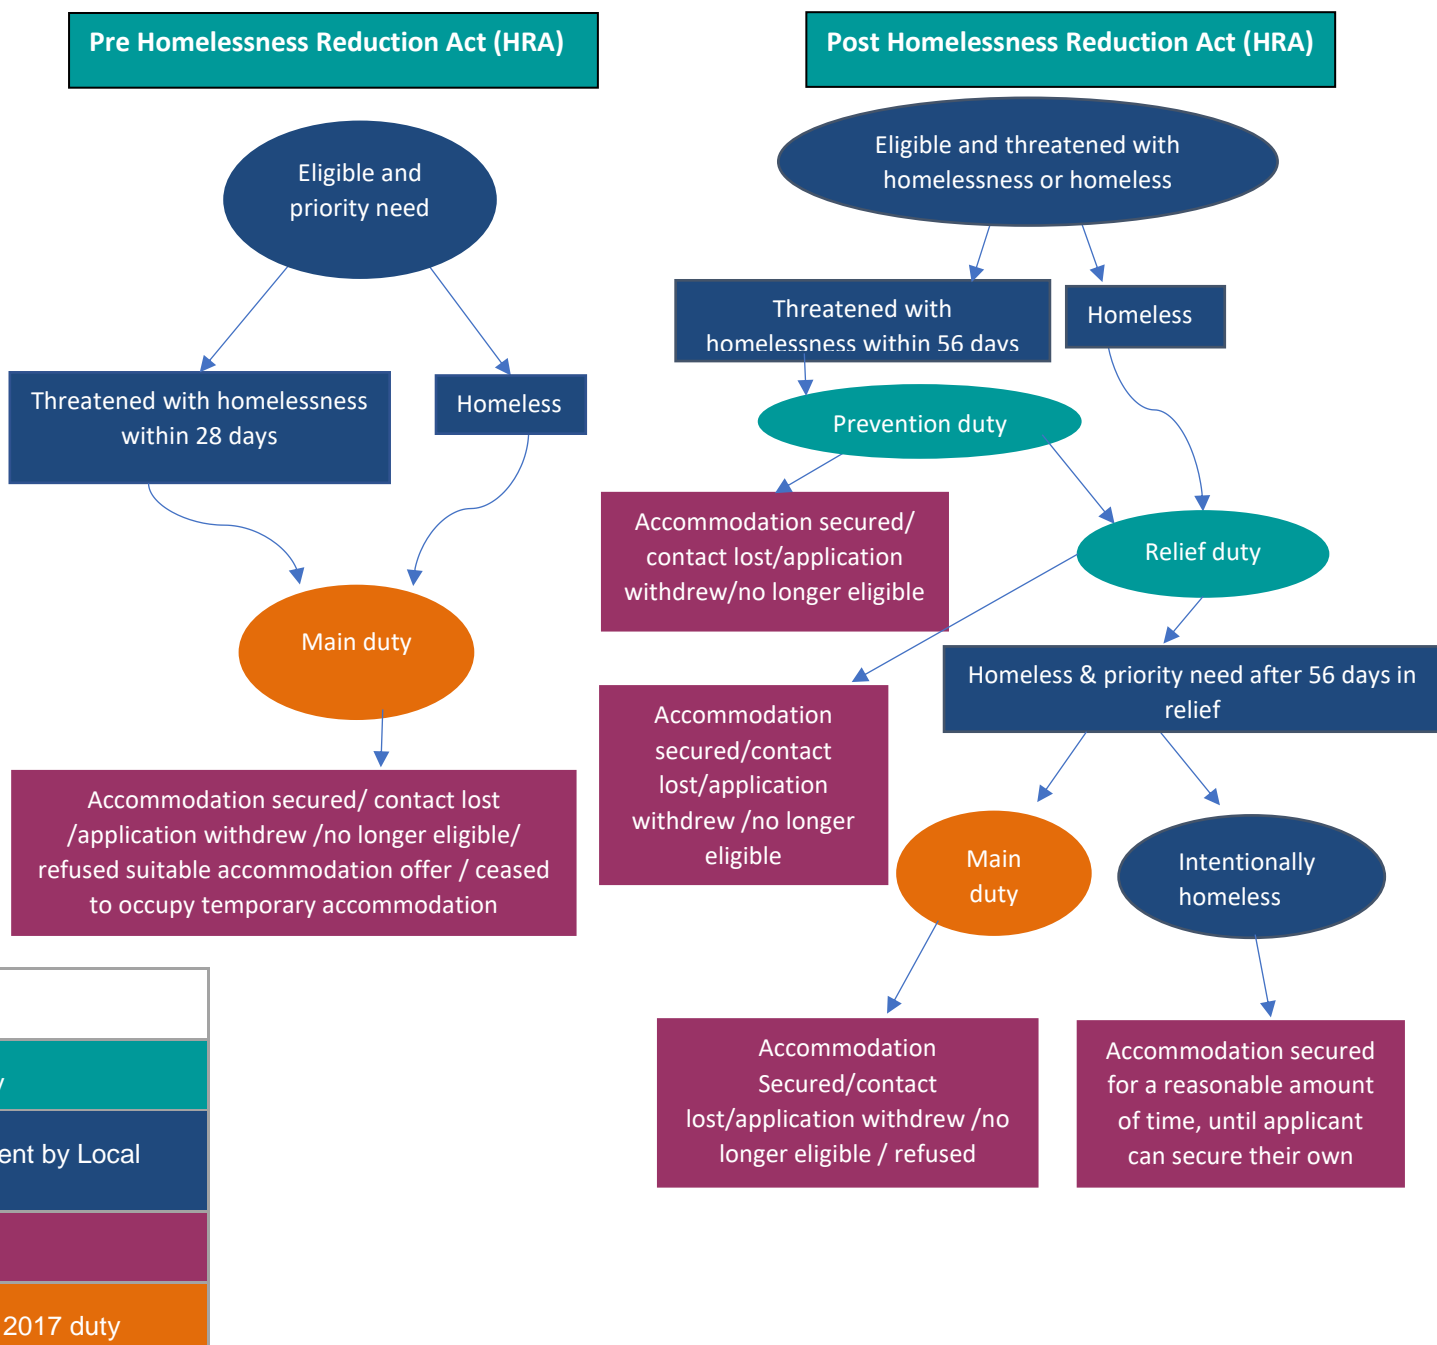 Pre Homelessness Reduction Act (HRA)
Eligible and
priority need
Threatened with homelessness
within 28 days
Homeless
Main duty
Accommodation secured/ contact lost
/application withdrew /no longer eligible/
refused suitable accommodation offer / ceased
to occupy temporary accommodation
Post Homelessness Reduction Act (HRA)
Eligible and threatened with
homelessness or homeless
Threatened with
homelessness within 56 days
Homeless
Prevention duty
Accommodation secured/
contact lost/application
withdrew/no longer eligible
Relief duty
Accommodation
secured/contact
lost/application
withdrew /no longer
eligible
Homeless & priority need after 56 days in
relief
Main
duty
Intentionally
homeless
Accommodation
Secured/contact
lost/application withdrew /no
longer eligible / refused
Accommodation secured
for a reasonable amount
of time, until applicant
can secure their own
by Local
2017 duty